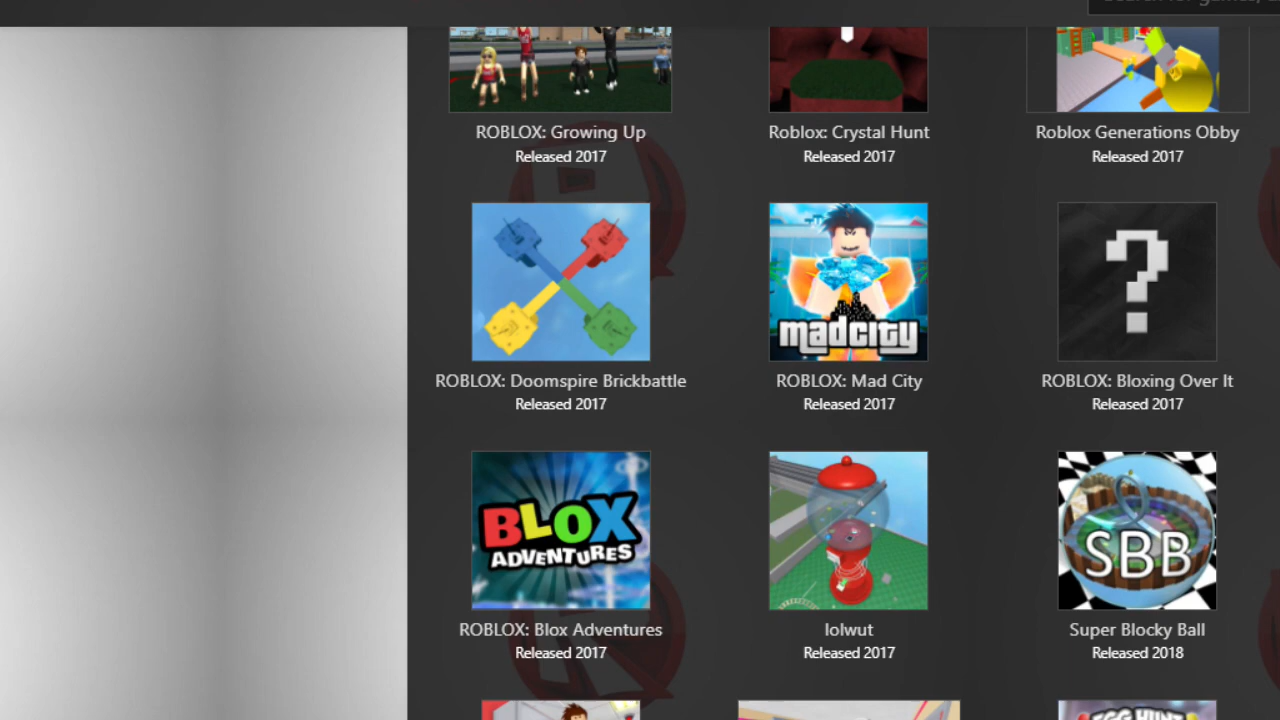 ROBLOX: Growing Up
Released 2017
Roblox: Crystal Hunt
Released 2017
Roblox Generations Obby
Released 2017
madcity
ROBLOX: Doomspire Brickbattle
Released 2017
ROBLOX: Mad City
Released 2017
ROBLOX: Bloxing Over It
Released 2017
BLOX
ADVENTURES
SBB
ROBLOX: Blox Adventures
Released 2017
lolwut
Released 2017
Super Blocky Ball
Released 2018
EGG HUNT